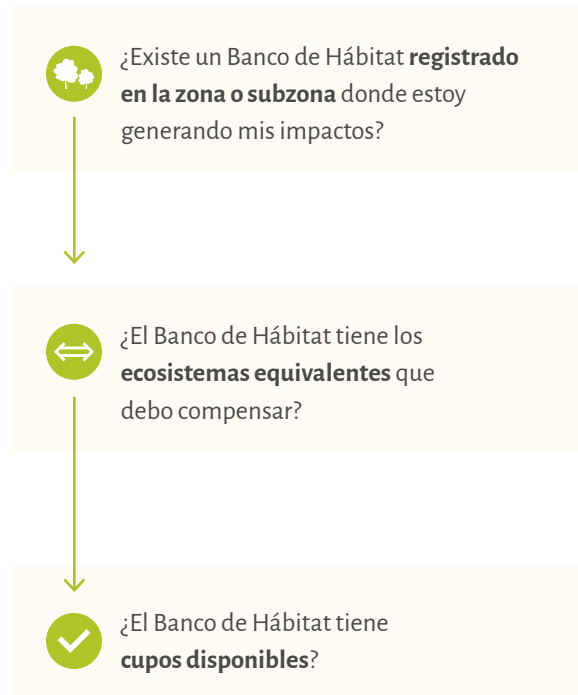 ¿Existe un Banco de Hábitat registrado
en la zona o subzona donde estoy
generando mis impactos?
¿El Banco de Hábitat tiene los
ecosistemas equivalentes que
debo compensar?
¿El Banco de Hábitat tiene
cupos disponibles?